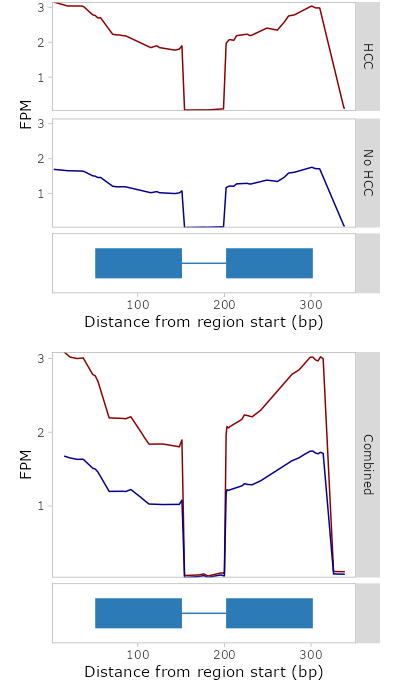 3
2
1
HCC
FPM
3
2
1
No HCC
100 200 300
Distance from region start (bp)
3
2
1
FPM
Combined
100 200 300
Distance from region start (bp)